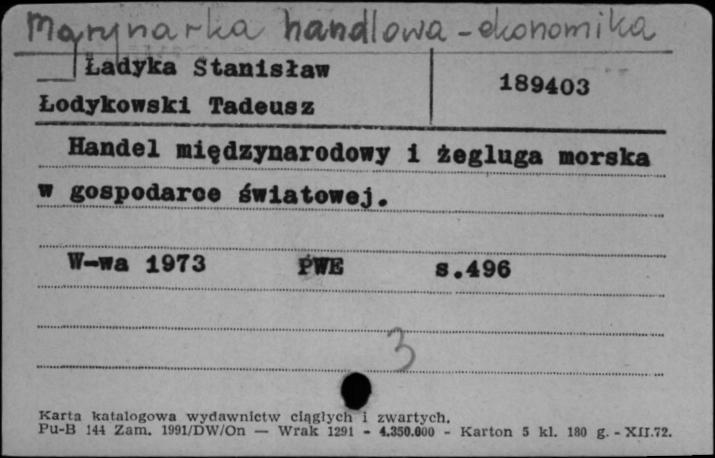 Marynarka handlowa - ekonomika
Ładyka Stanisław
189403
Łodykowski Tadeusz
Handel międzynarodowy i żegluga morska
w gospodarce światowej.
W-wa 1973 PWE s.496
3
Karta katalogowa wydawnictw ciągłych i zwartych.
Pu-B 144 Zam. 1991/DW/On — Wrak 1291 - 4.350.000 - Karton 5 kl. 180 g. - XII.72.